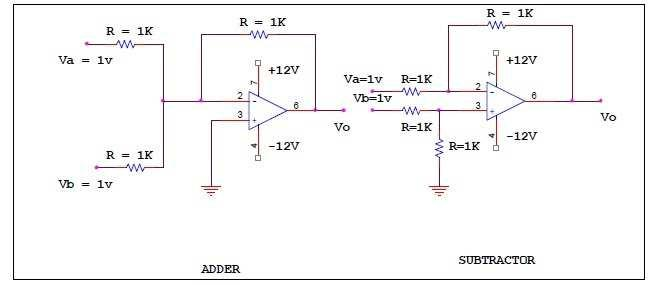 R = 1K
Va = 1v
R = 1K
Vb = 1v
R = 1K
+12V
7
2
-
3
+
6
4
-12V
Vo
ADDER
R = 1K
Va=1v
R=1K
Vb=1v
R=1K
R=1K
+12V
7
2
-
3
+
6
4
-12V
Vo
SUBTRACTOR